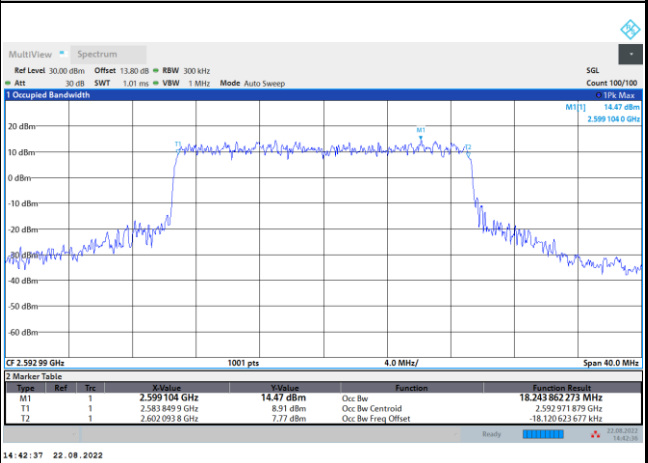 MultiView Spectrum
Ref Level 30.00 dBm Offset 13.80 dB RBW 300 kHz SGL
Att 30 dB SWT 1.01 ms VBW 1 MHz Mode Auto Sweep Count 100/100
1 Occupied Bandwidth 1Pk Max
M1[1] 14.47 dBm
2.599 104 0 GHz
20 dBm
M1
T1
T2
10 dBm
0 dBm
-10 dBm
-20 dBm
-30 dBm
-40 dBm
-50 dBm
-60 dBm
CF 2.592 99 GHz 1001 pts 4.0 MHz/ Span 40.0 MHz
2 Marker Table
Type Ref Trc X-Value Y-Value Function Function Result
M1 1 2.599 104 GHz 14.47 dBm Occ Bw 18.243 862 273 MHz
T1 1 2.583 849 9 GHz 8.91 dBm Occ Bw Centroid 2.592 971 879 GHz
T2 1 2.602 093 8 GHz 7.77 dBm Occ Bw Freq Offset -18.120 623 677 kHz
Ready 22.08.2022
14:42:36
14:42:37 22.08.2022